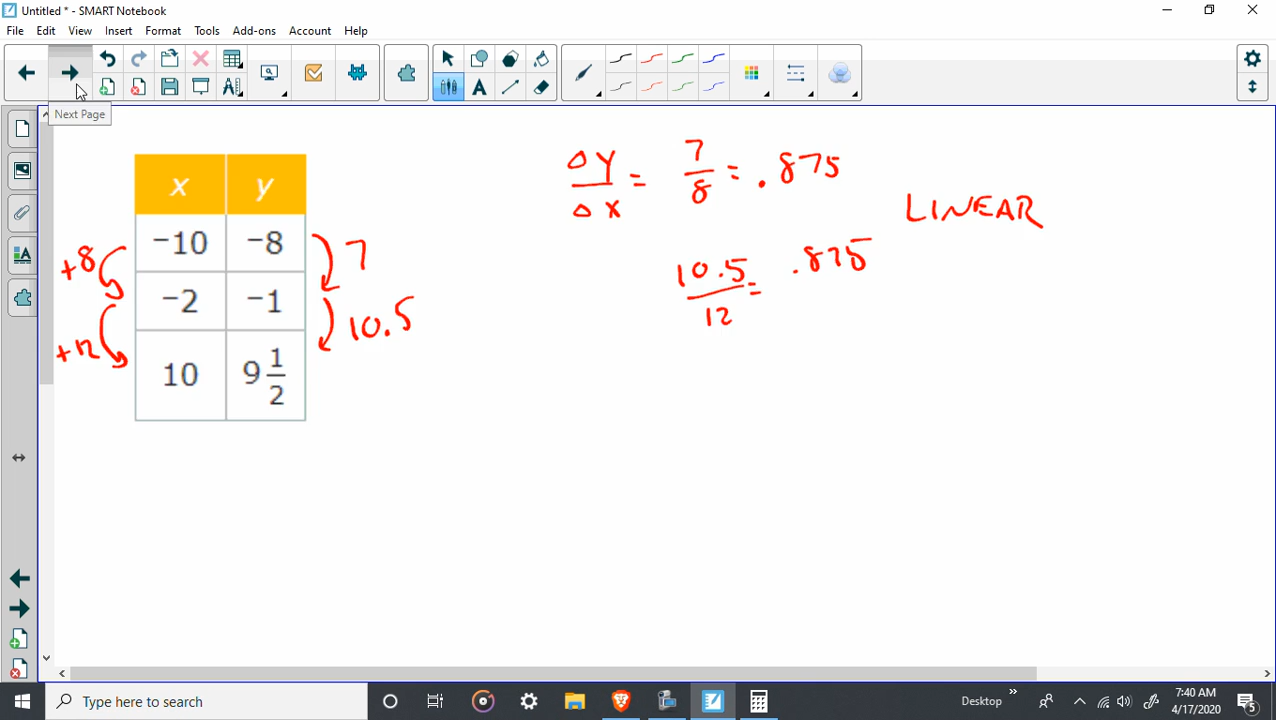 Untitled * - SMART Notebook
File Edit View Insert Format Tools Add-ons Account Help
A
Next Page
x y
−10 −8
−2 −1
10 9 1/2
+8
+12
7
10.5
ΔY/ΔX = 7/8 = .875
10.5/12 = .875
LINEAR
Type here to search
Desktop
»
7:40 AM
4/17/2020
5